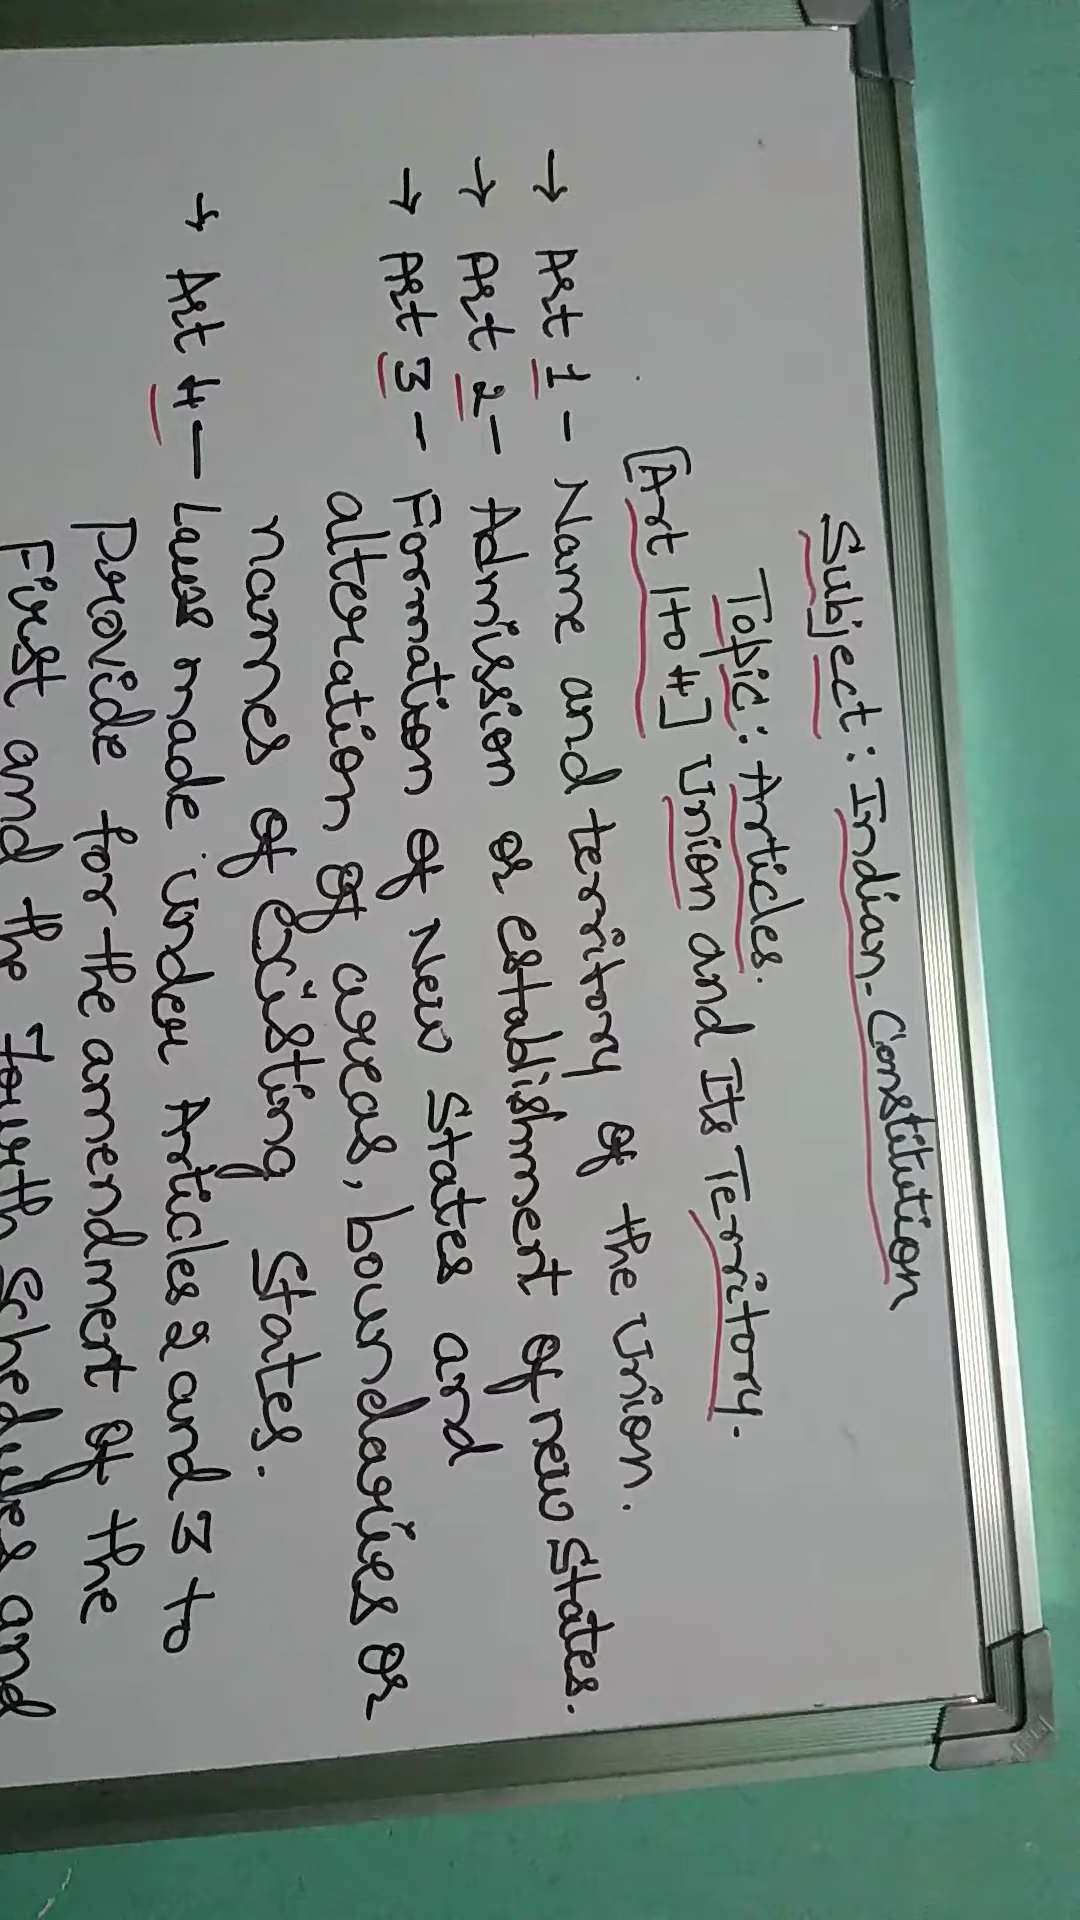 Subject: Indian-Constitution
Topic: Articles.
[Art 1 to 4] Union and Its Territory.
→ Art 1 - Name and territory of the Union.
→ Art 2 - Admission or establishment of new States.
→ Art 3 - Formation of New States and
alteration of areas, boundaries or
names of existing States.
→ Art 4 - Laws made under Articles 2 and 3 to
provide for the amendment of the
First and the Fourth Schedules and